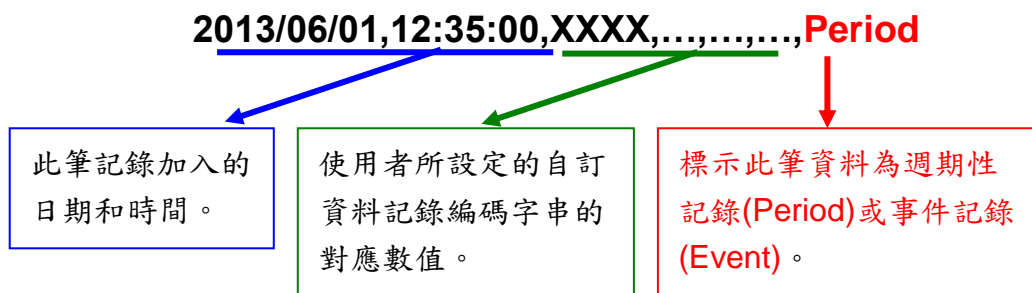 2013/06/01,12:35:00,XXXX,…,…,…,Period
此筆記錄加入的
日期和時間。
使用者所設定的自訂
資料記錄編碼字串的
對應數值。
標示此筆資料為週期性
記錄(Period)或事件記錄
(Event)。